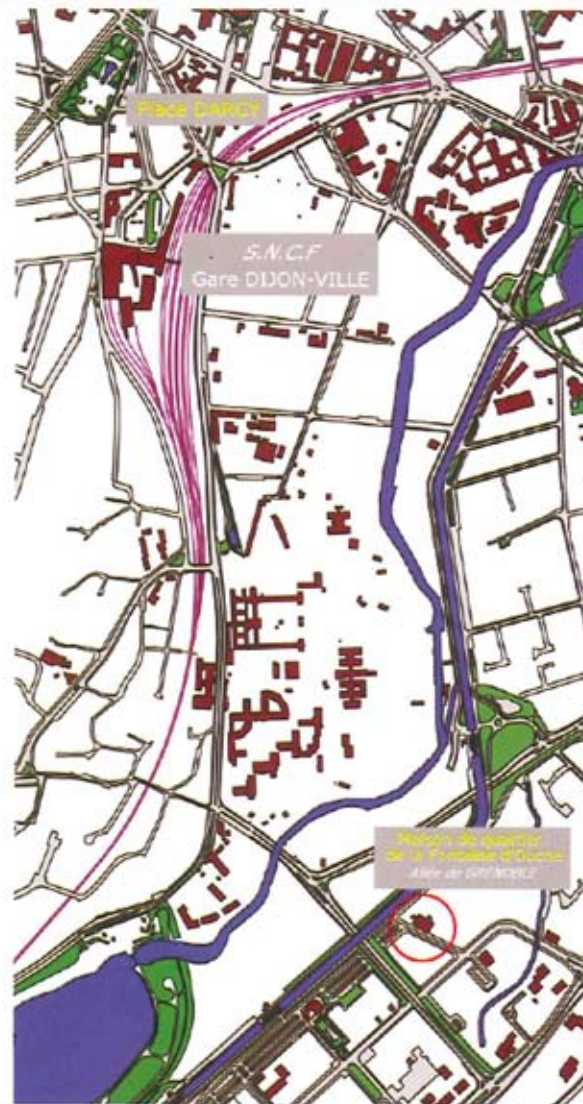 Place DARCY
S.N.C.F
Gare DIJON-VILLE
Maison de quartier
de la Fontaine d'Ouche
Allée de GRENOBLE